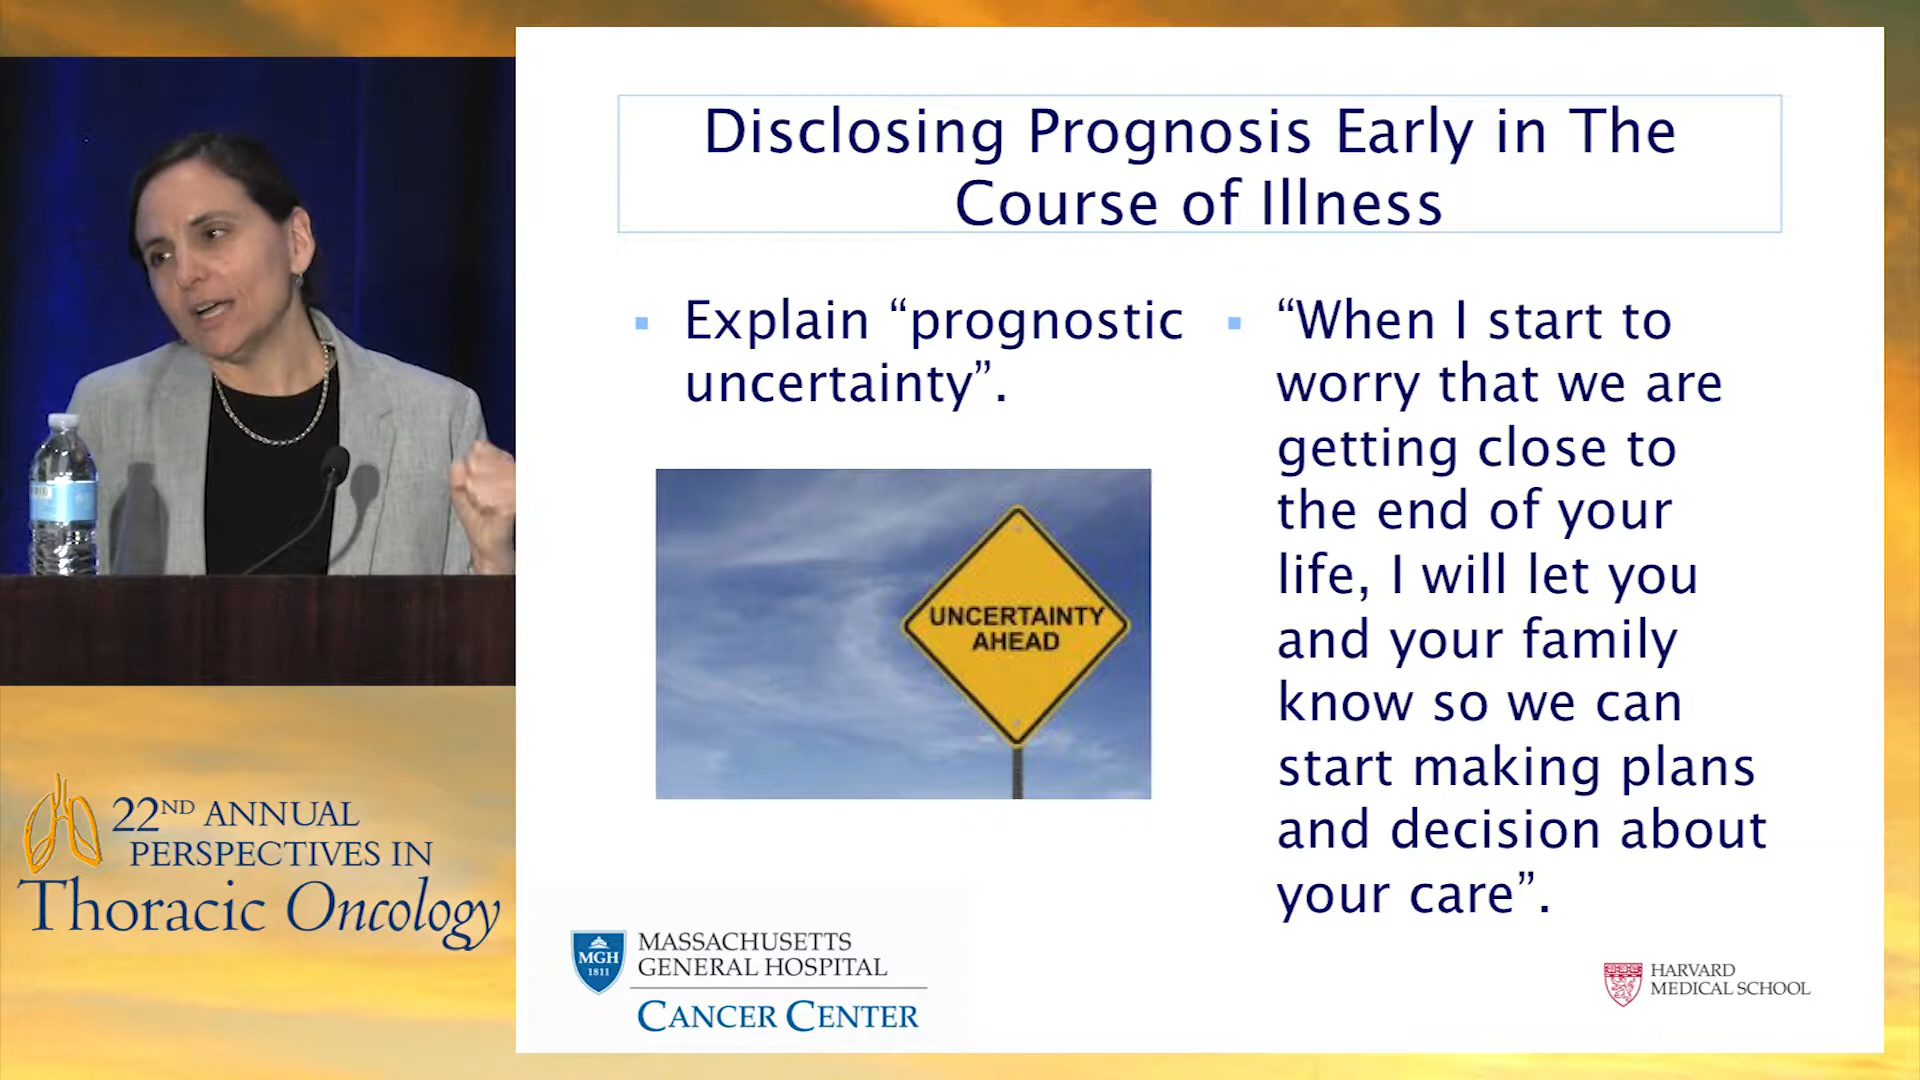 Disclosing Prognosis Early in The
Course of Illness
▪ Explain “prognostic
uncertainty”.
UNCERTAINTY
AHEAD
▪ “When I start to
worry that we are
getting close to
the end of your
life, I will let you
and your family
know so we can
start making plans
and decision about
your care”.
22ND ANNUAL
PERSPECTIVES IN
Thoracic Oncology
MGH
1811
MASSACHUSETTS
GENERAL HOSPITAL
CANCER CENTER
HARVARD
MEDICAL SCHOOL